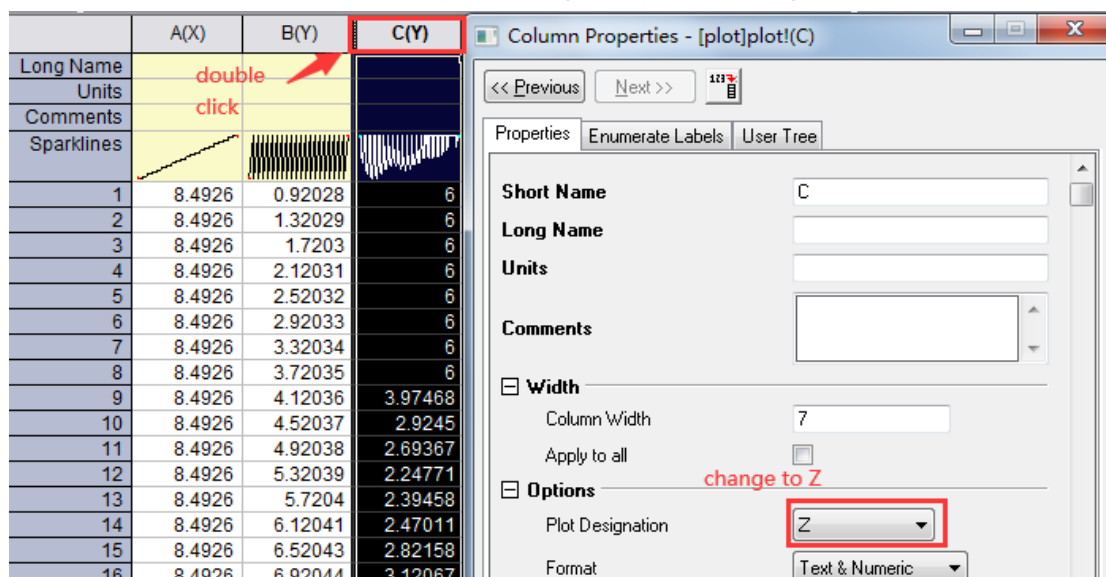 A(X) B(Y) C(Y)
Long Name
Units
Comments
Sparklines
double
click
1 8.4926 0.92028 6
2 8.4926 1.32029 6
3 8.4926 1.7203 6
4 8.4926 2.12031 6
5 8.4926 2.52032 6
6 8.4926 2.92033 6
7 8.4926 3.32034 6
8 8.4926 3.72035 6
9 8.4926 4.12036 3.97468
10 8.4926 4.52037 2.9245
11 8.4926 4.92038 2.69367
12 8.4926 5.32039 2.24771
13 8.4926 5.7204 2.39458
14 8.4926 6.12041 2.47011
15 8.4926 6.52043 2.82158
16 8.4926 6.92044 3.12067
Column Properties - [plot]plot!(C)
<< Previous Next >>
Properties Enumerate Labels User Tree
Short Name C
Long Name
Units
Comments
Width
Column Width 7
Apply to all
change to Z
Options
Plot Designation Z
Format Text & Numeric